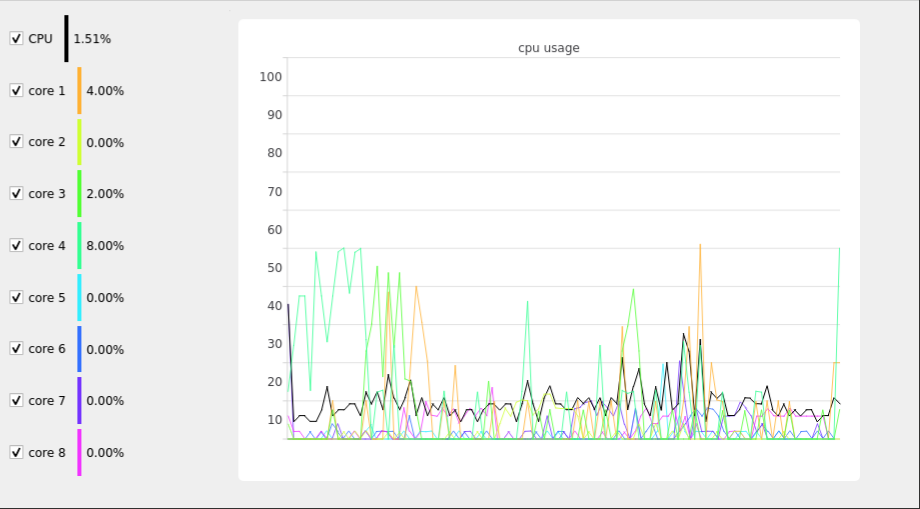 CPU 1.51%
core 1 4.00%
core 2 0.00%
core 3 2.00%
core 4 8.00%
core 5 0.00%
core 6 0.00%
core 7 0.00%
core 8 0.00%
cpu usage
100
90
80
70
60
50
40
30
20
10